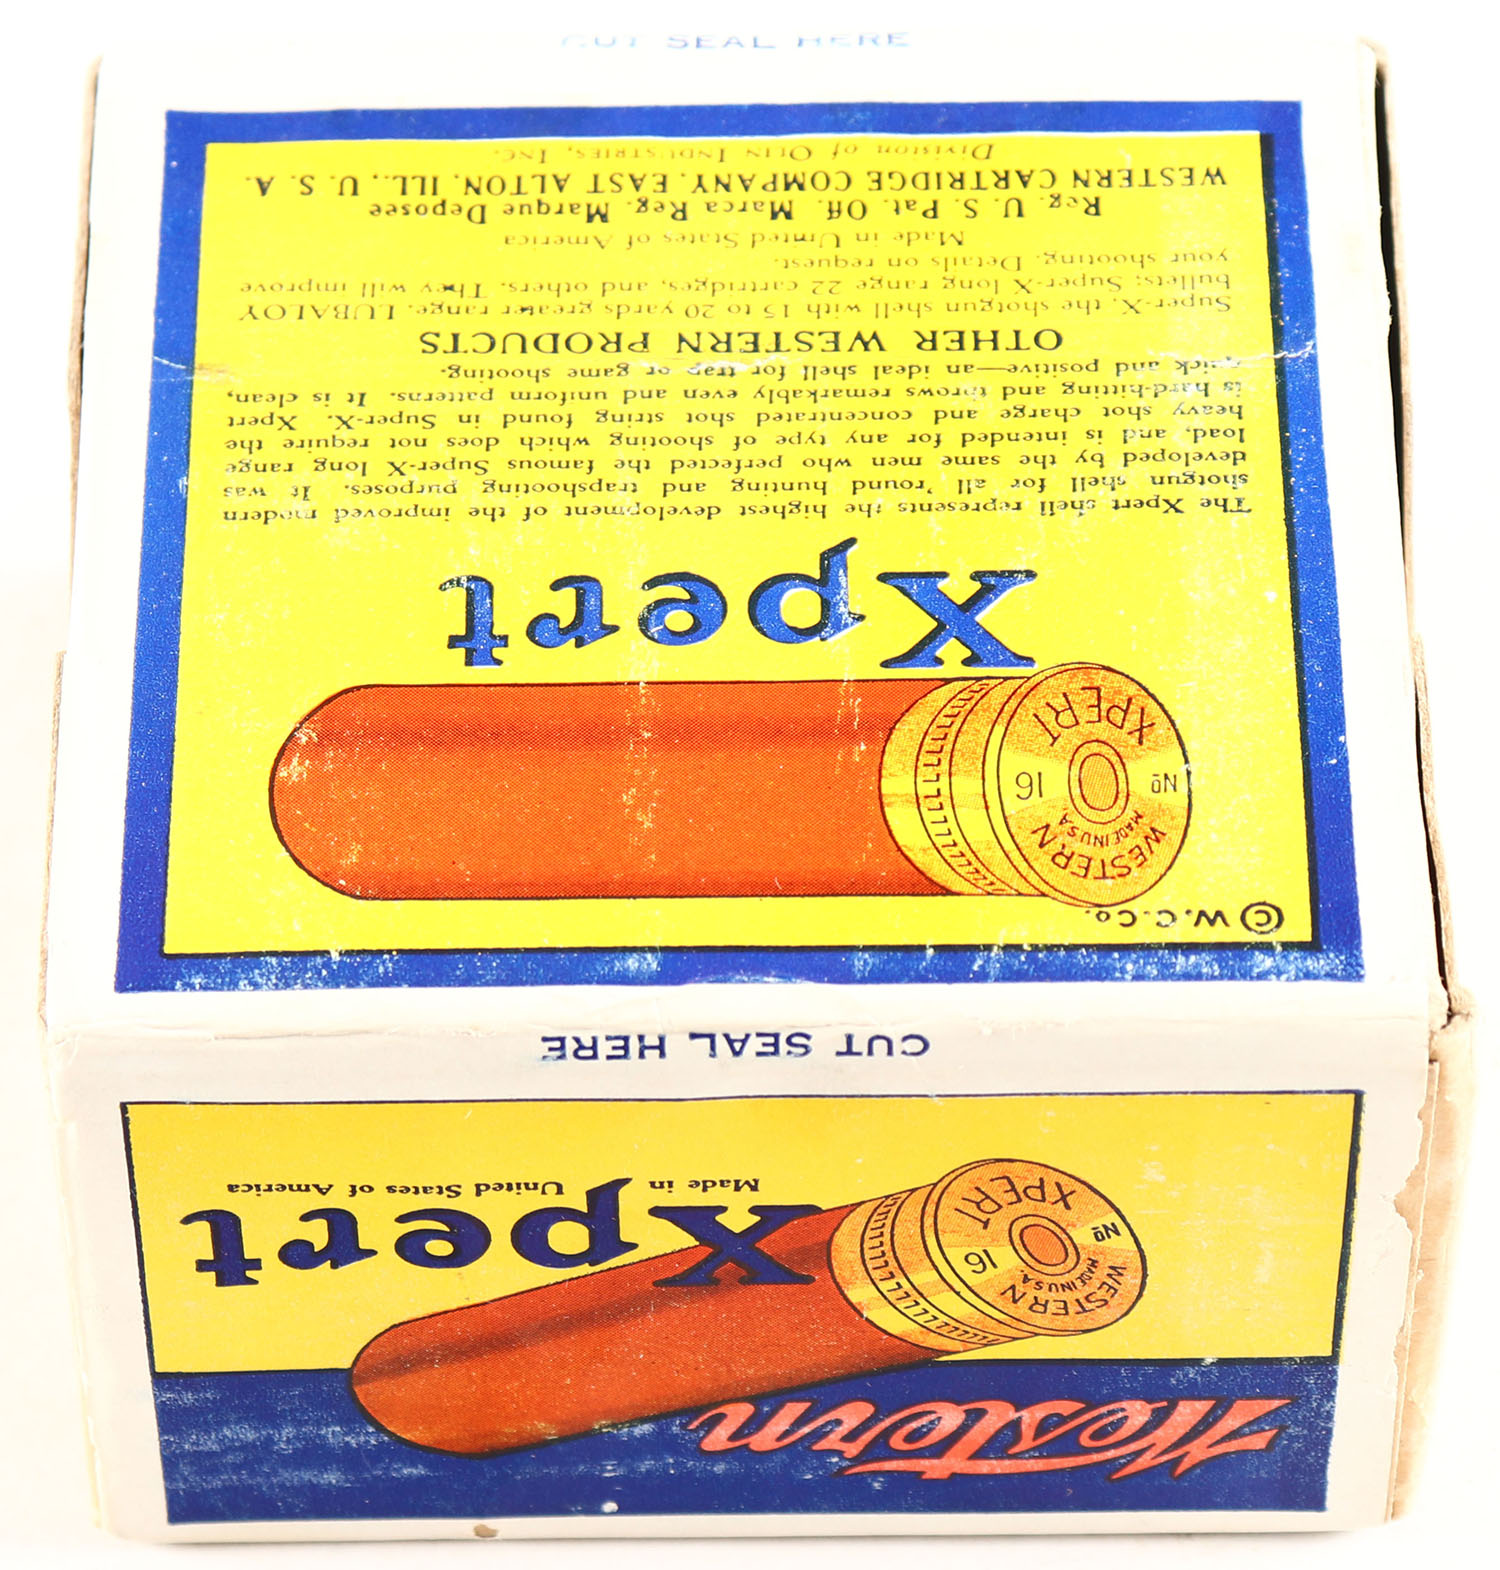 Western
WESTERN
MADE IN U S A
No 16
XPERT
Xpert
Made in United States of America
CUT SEAL HERE
© W.C.Co.
WESTERN
MADE IN U S A
No 16
XPERT
Xpert
The Xpert shell represents the highest development of the improved modern
shotgun shell for all 'round hunting and trapshooting purposes. It was
developed by the same men who perfected the famous Super-X long range
load, and is intended for any type of shooting which does not require the
heavy shot charge and concentrated shot string found in Super-X. Xpert
is hard-hitting and throws remarkably even and uniform patterns. It is clean,
quick and positive—an ideal shell for trap or game shooting.
OTHER WESTERN PRODUCTS
Super-X, the shotgun shell with 15 to 20 yards greater range. LUBALOY
bullets; Super-X long range 22 cartridges, and others. They will improve
your shooting. Details on request.
Made in United States of America
Reg. U. S. Pat. Off. Marca Reg. Marque Deposee
WESTERN CARTRIDGE COMPANY, EAST ALTON, ILL., U. S. A.
Division of OLIN INDUSTRIES, INC.
CUT SEAL HERE